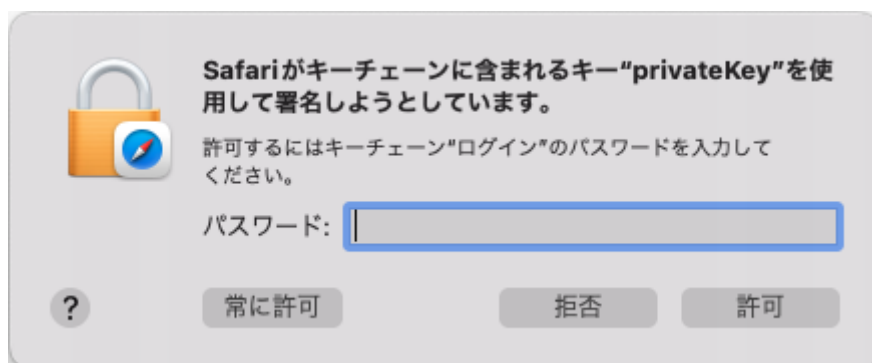 Safariがキーチェーンに含まれるキー“privateKey”を使
用して署名しようとしています。
許可するにはキーチェーン"ログイン"のパスワードを入力して
ください。
パスワード:
?
常に許可
拒否
許可